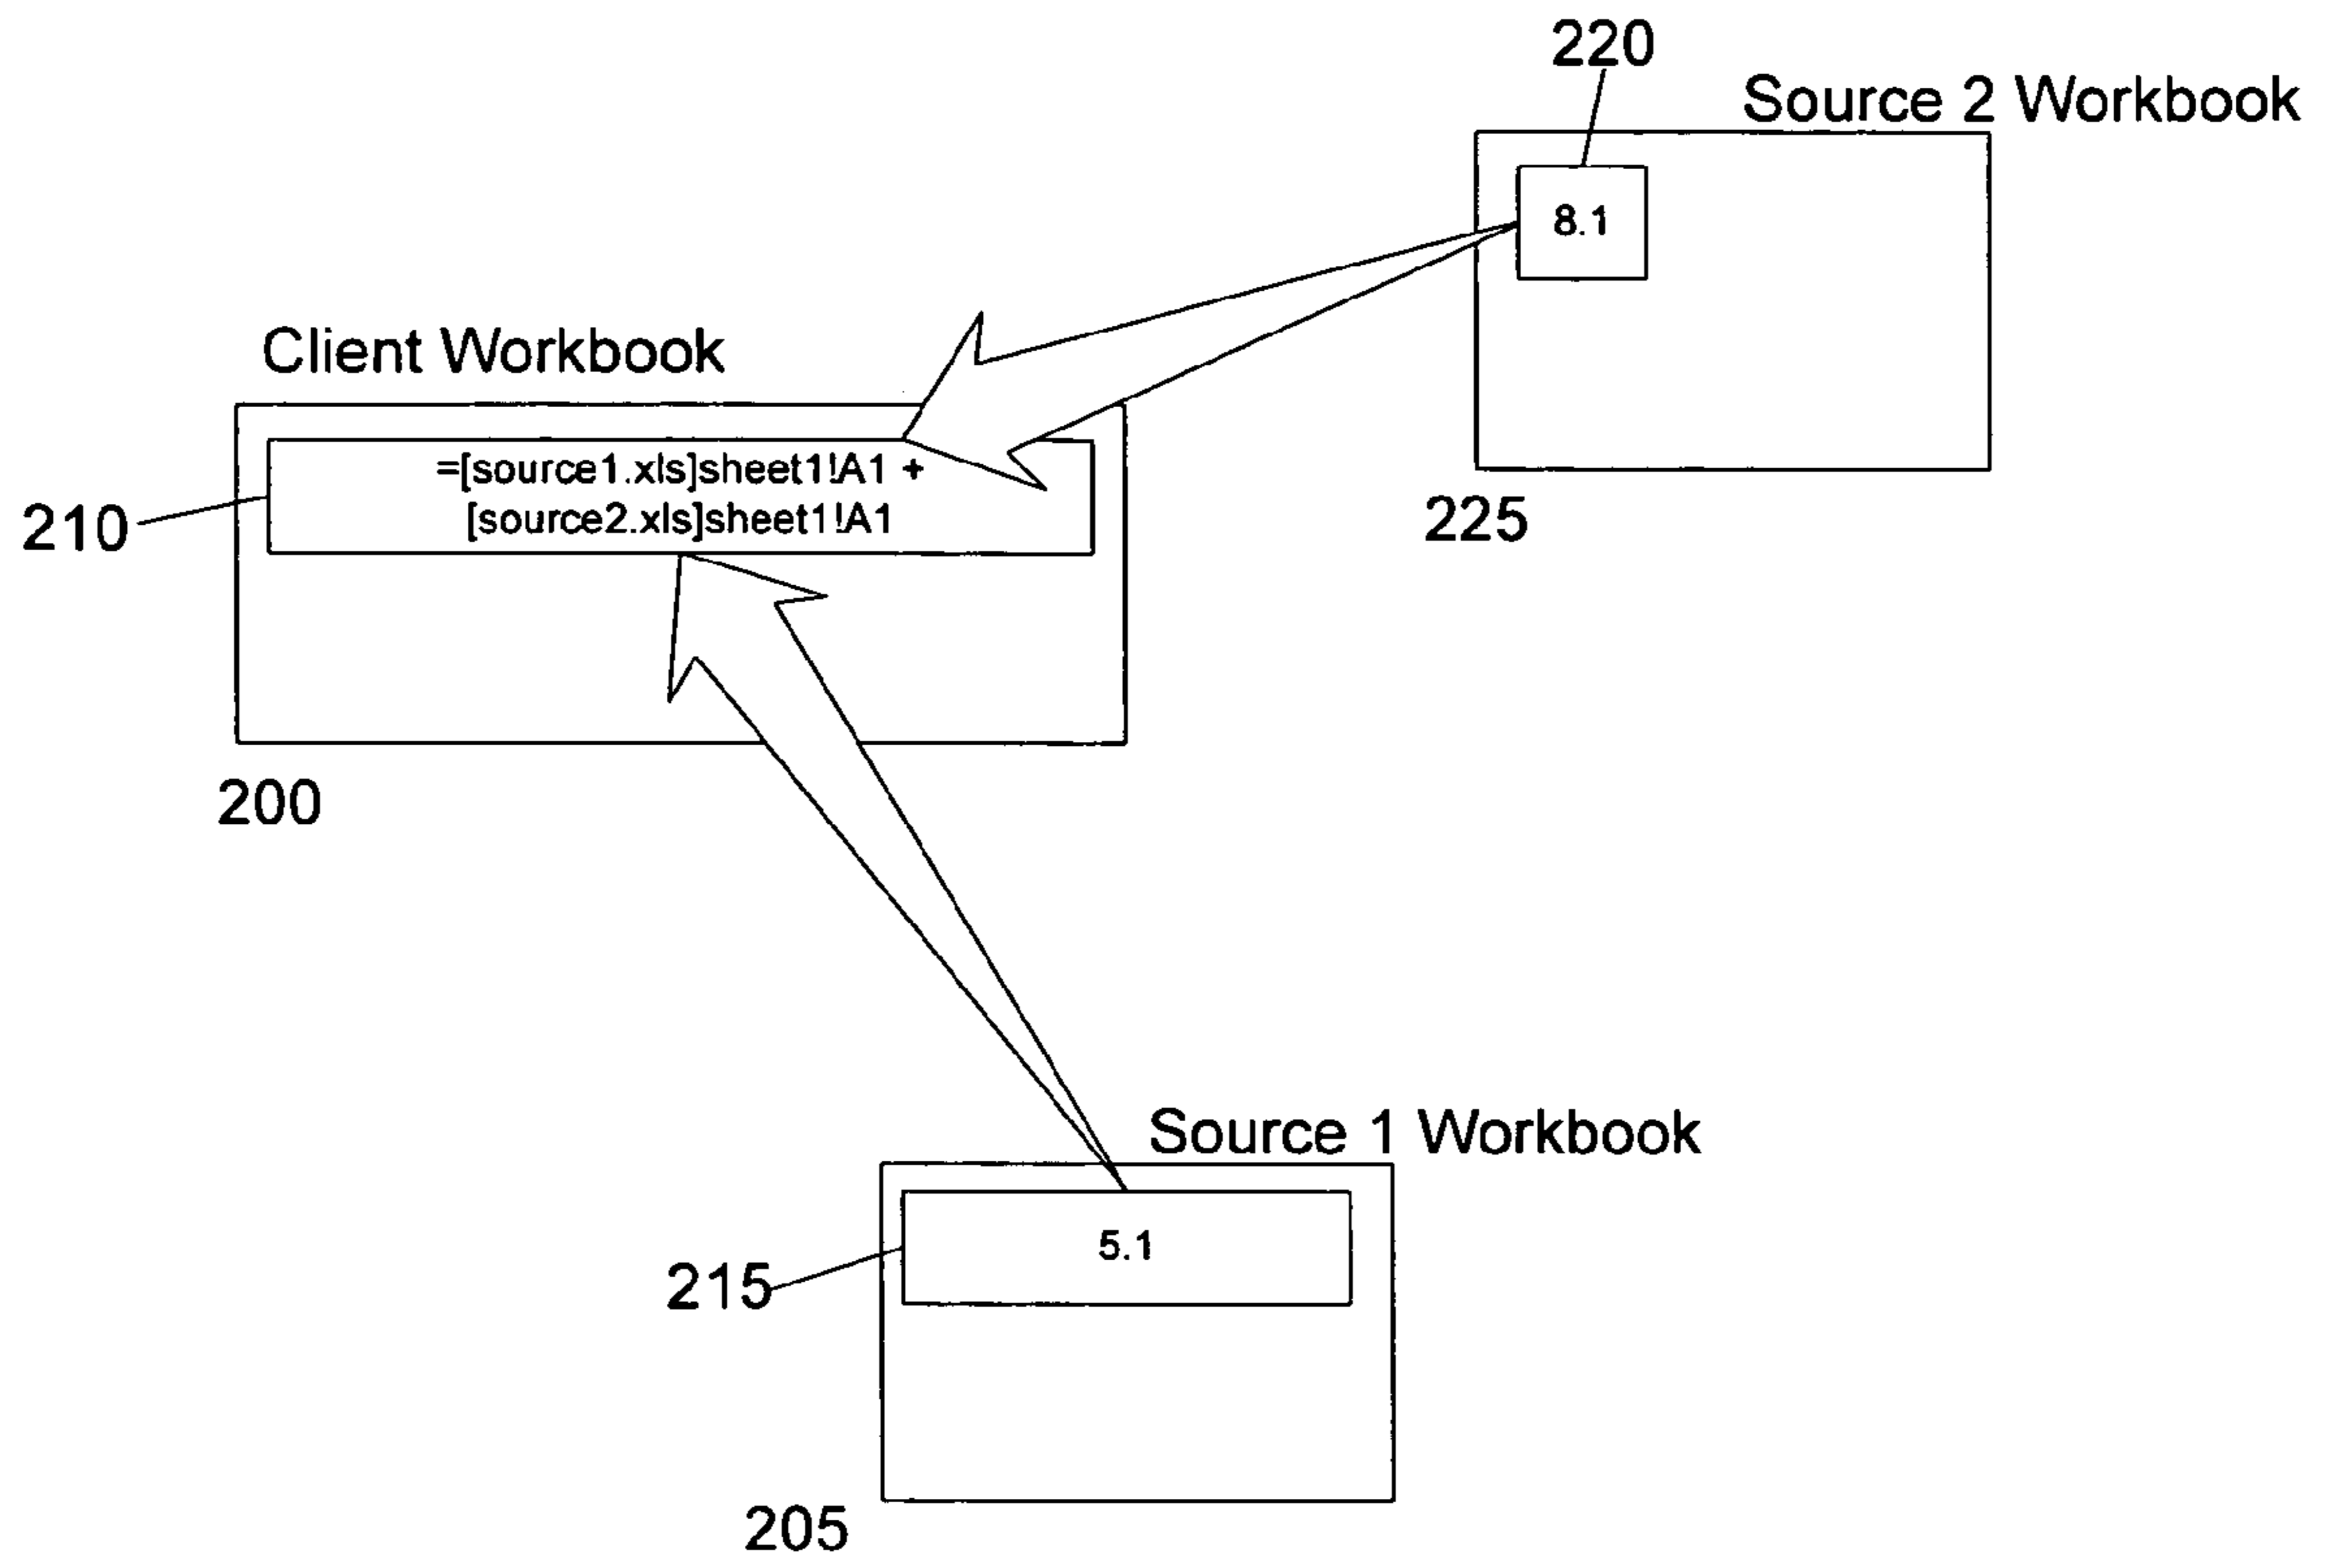 220
Source 2 Workbook
8.1
Client Workbook
=[source1.xls]sheet1!A1 +
[source2.xls]sheet1!A1
210
225
200
Source 1 Workbook
5.1
215
205